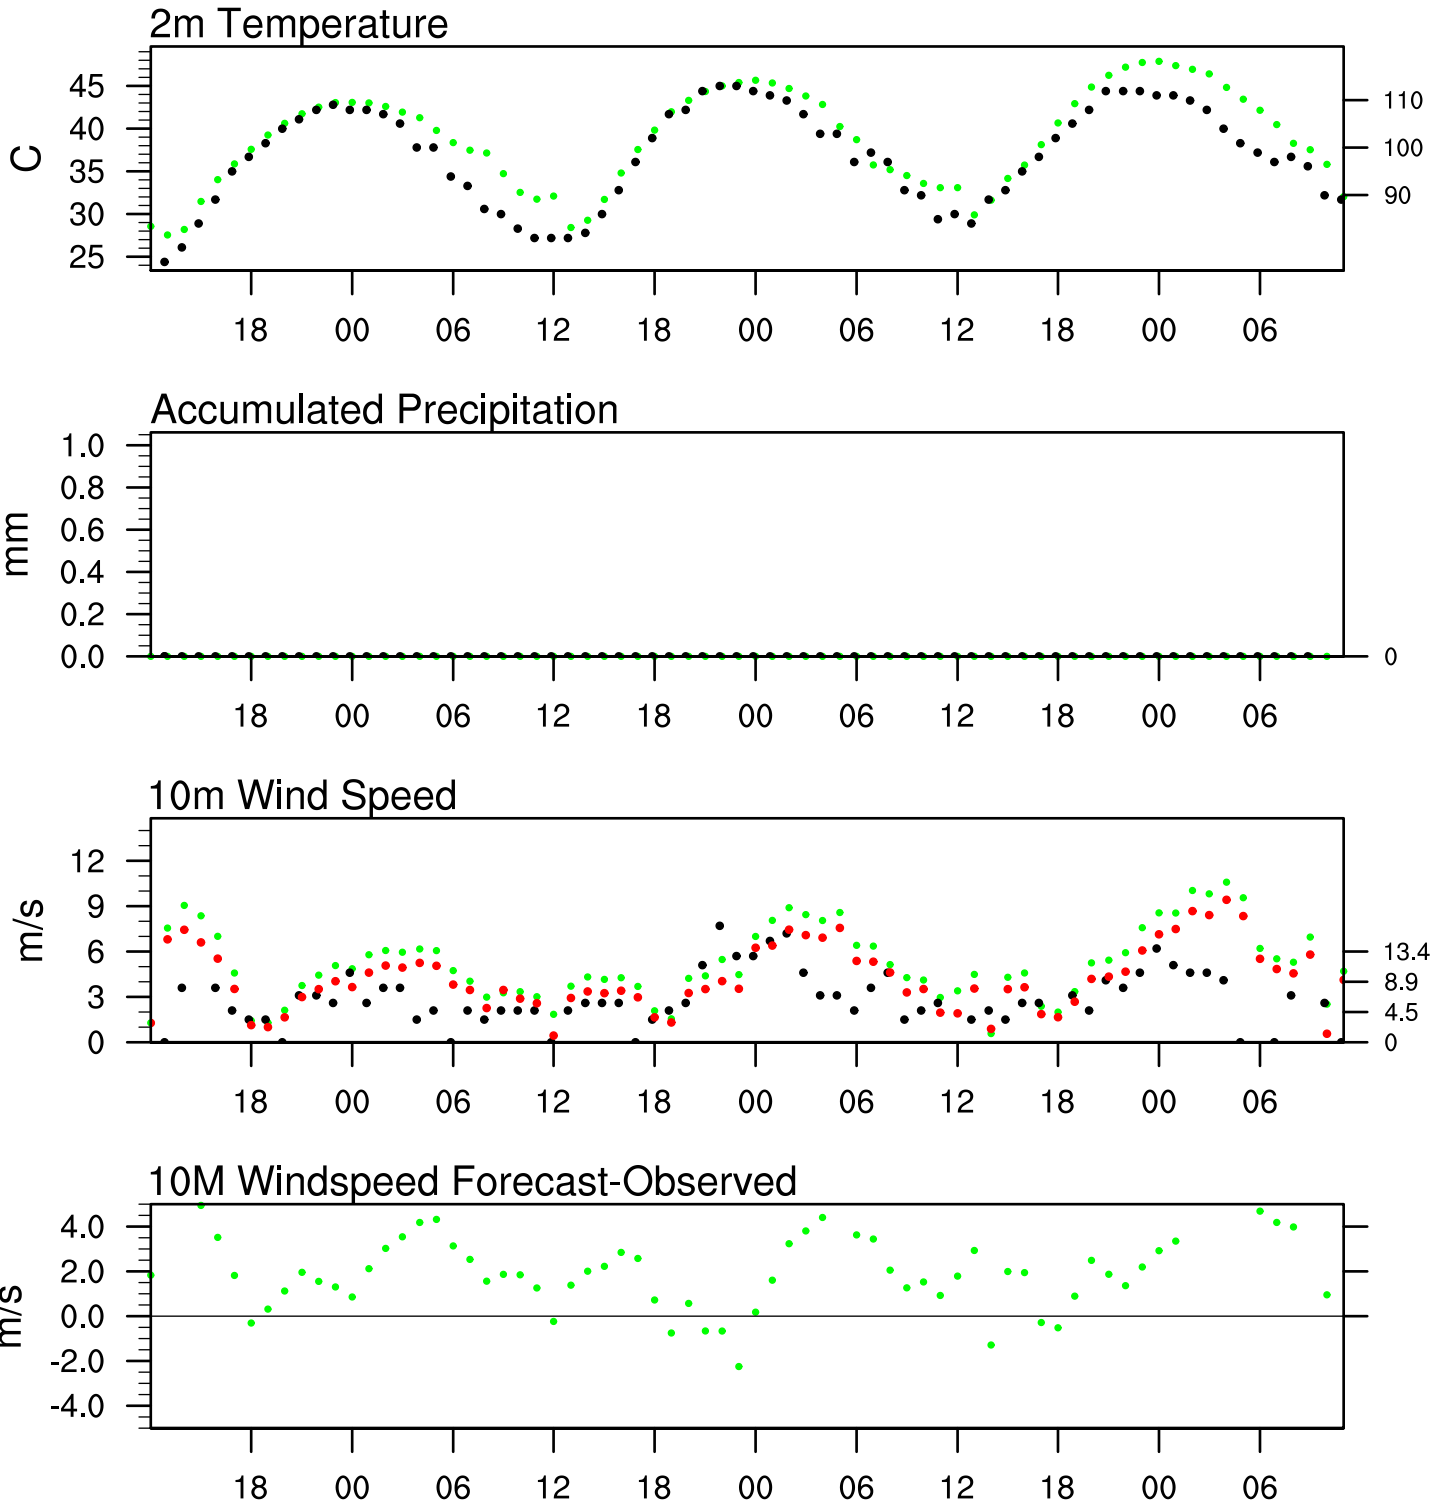 2m Temperature
45
40
35
30
25
C
110
100
90
18 00 06 12 18 00 06 12 18 00 06
Accumulated Precipitation
1.0
0.8
0.6
0.4
0.2
0.0
mm
0
18 00 06 12 18 00 06 12 18 00 06
10m Wind Speed
12
9
6
3
0
m/s
13.4
8.9
4.5
0
18 00 06 12 18 00 06 12 18 00 06
10M Windspeed Forecast-Observed
4.0
2.0
0.0
-2.0
-4.0
m/s
18 00 06 12 18 00 06 12 18 00 06